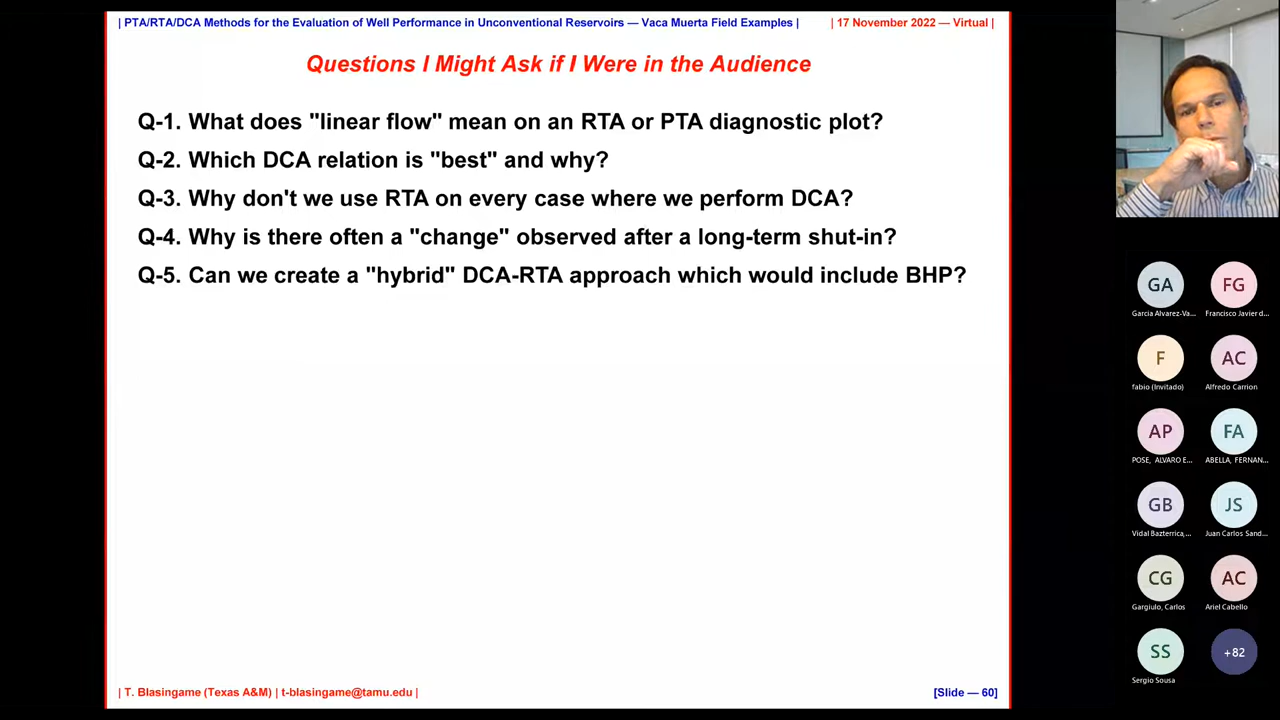 | PTA/RTA/DCA Methods for the Evaluation of Well Performance in Unconventional Reservoirs — Vaca Muerta Field Examples | | 17 November 2022 — Virtual |
Questions I Might Ask if I Were in the Audience
Q-1. What does "linear flow" mean on an RTA or PTA diagnostic plot?
Q-2. Which DCA relation is "best" and why?
Q-3. Why don't we use RTA on every case where we perform DCA?
Q-4. Why is there often a "change" observed after a long-term shut-in?
Q-5. Can we create a "hybrid" DCA-RTA approach which would include BHP?
| T. Blasingame (Texas A&M) | t-blasingame@tamu.edu | [Slide — 60]
GA FG
Garcia Alvarez-Va... Francisco Javier d...
F AC
fabio (Invitado) Alfredo Carrion
AP FA
POSE, ALVARO E... ABELLA, FERNAN...
GB JS
Vidal Bazterrica,... Juan Carlos Sand...
CG AC
Gargiulo, Carlos Ariel Cabello
SS +82
Sergio Sousa